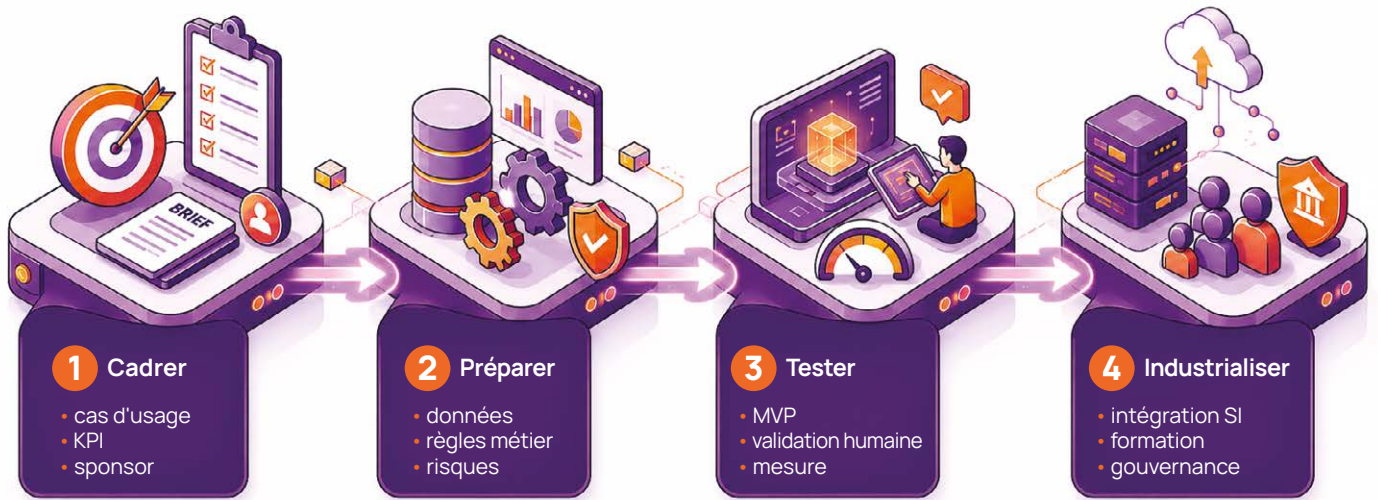 BRIEF
1 Cadrer
• cas d'usage
• KPI
• sponsor
2 Préparer
• données
• règles métier
• risques
3 Tester
• MVP
• validation humaine
• mesure
4 Industrialiser
• intégration SI
• formation
• gouvernance